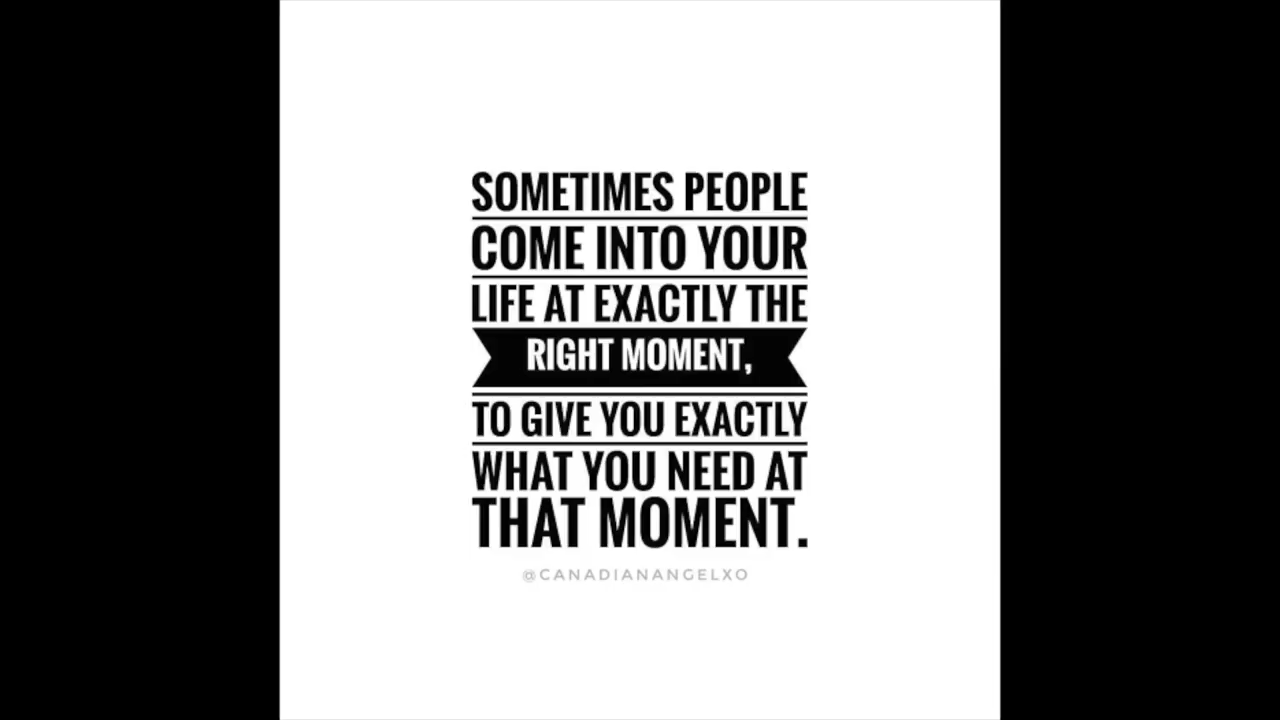 SOMETIMES PEOPLE
COME INTO YOUR
LIFE AT EXACTLY THE
RIGHT MOMENT,
TO GIVE YOU EXACTLY
WHAT YOU NEED AT
THAT MOMENT.
@CANADIANANGELXO